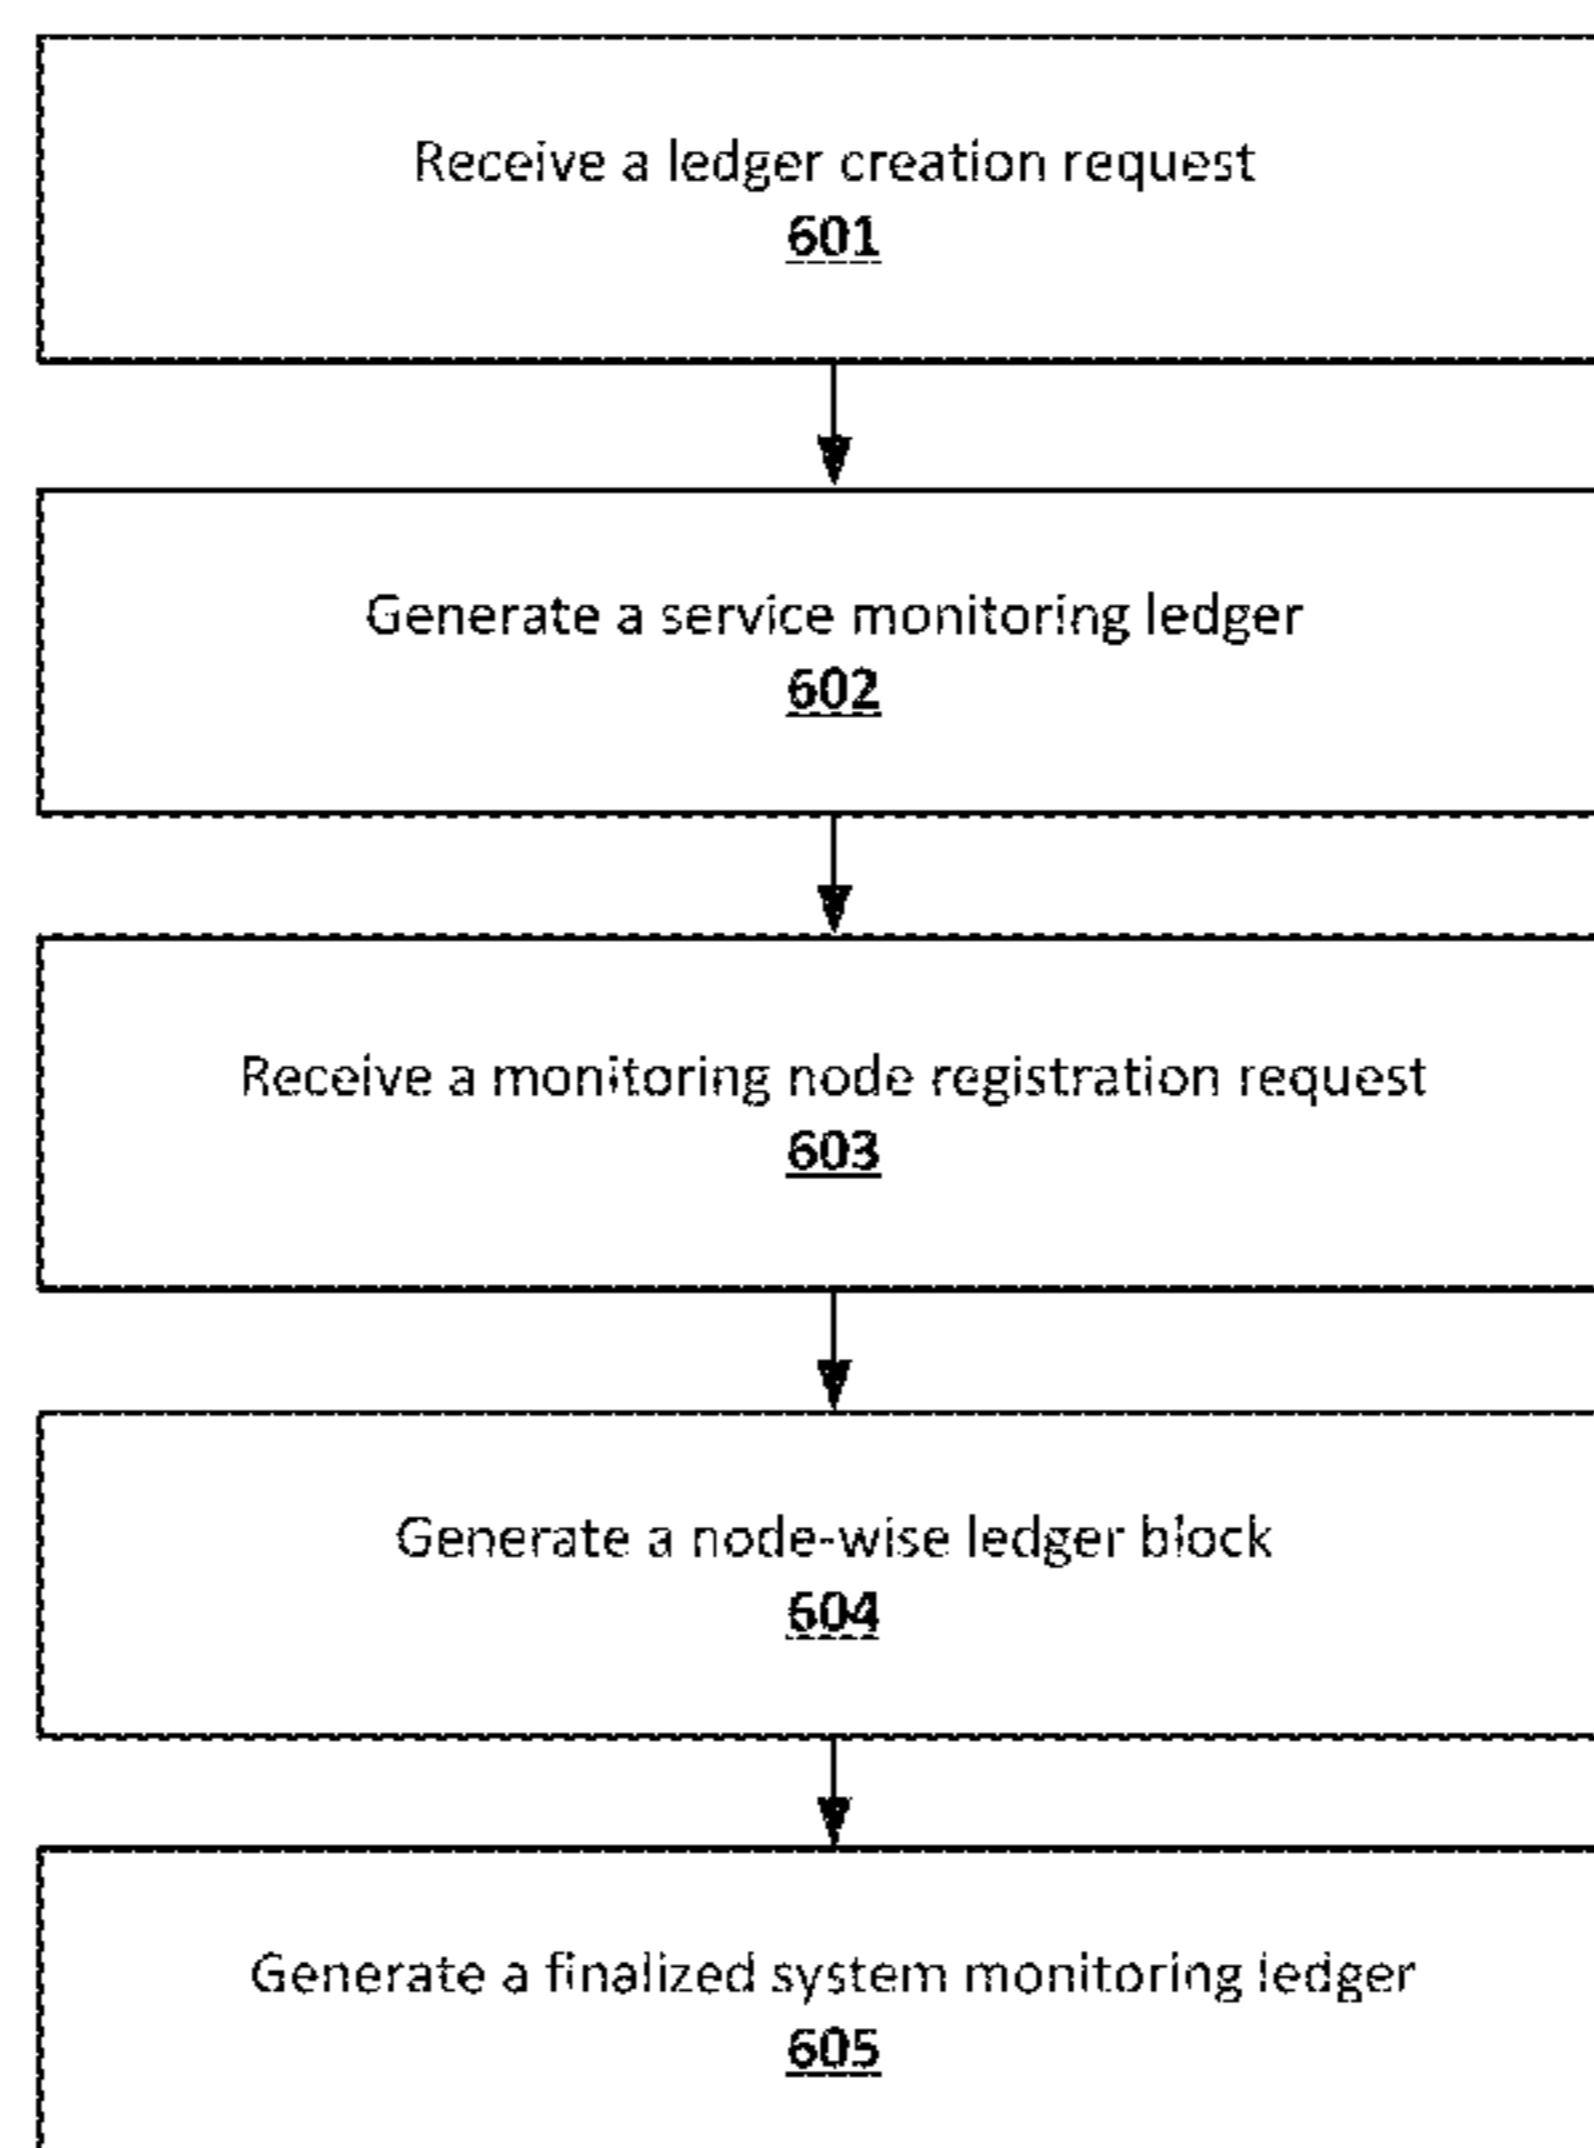 Receive a ledger creation request
601
Generate a service monitoring ledger
602
Receive a monitoring node registration request
603
Generate a node-wise ledger block
604
Generate a finalized system monitoring ledger
605